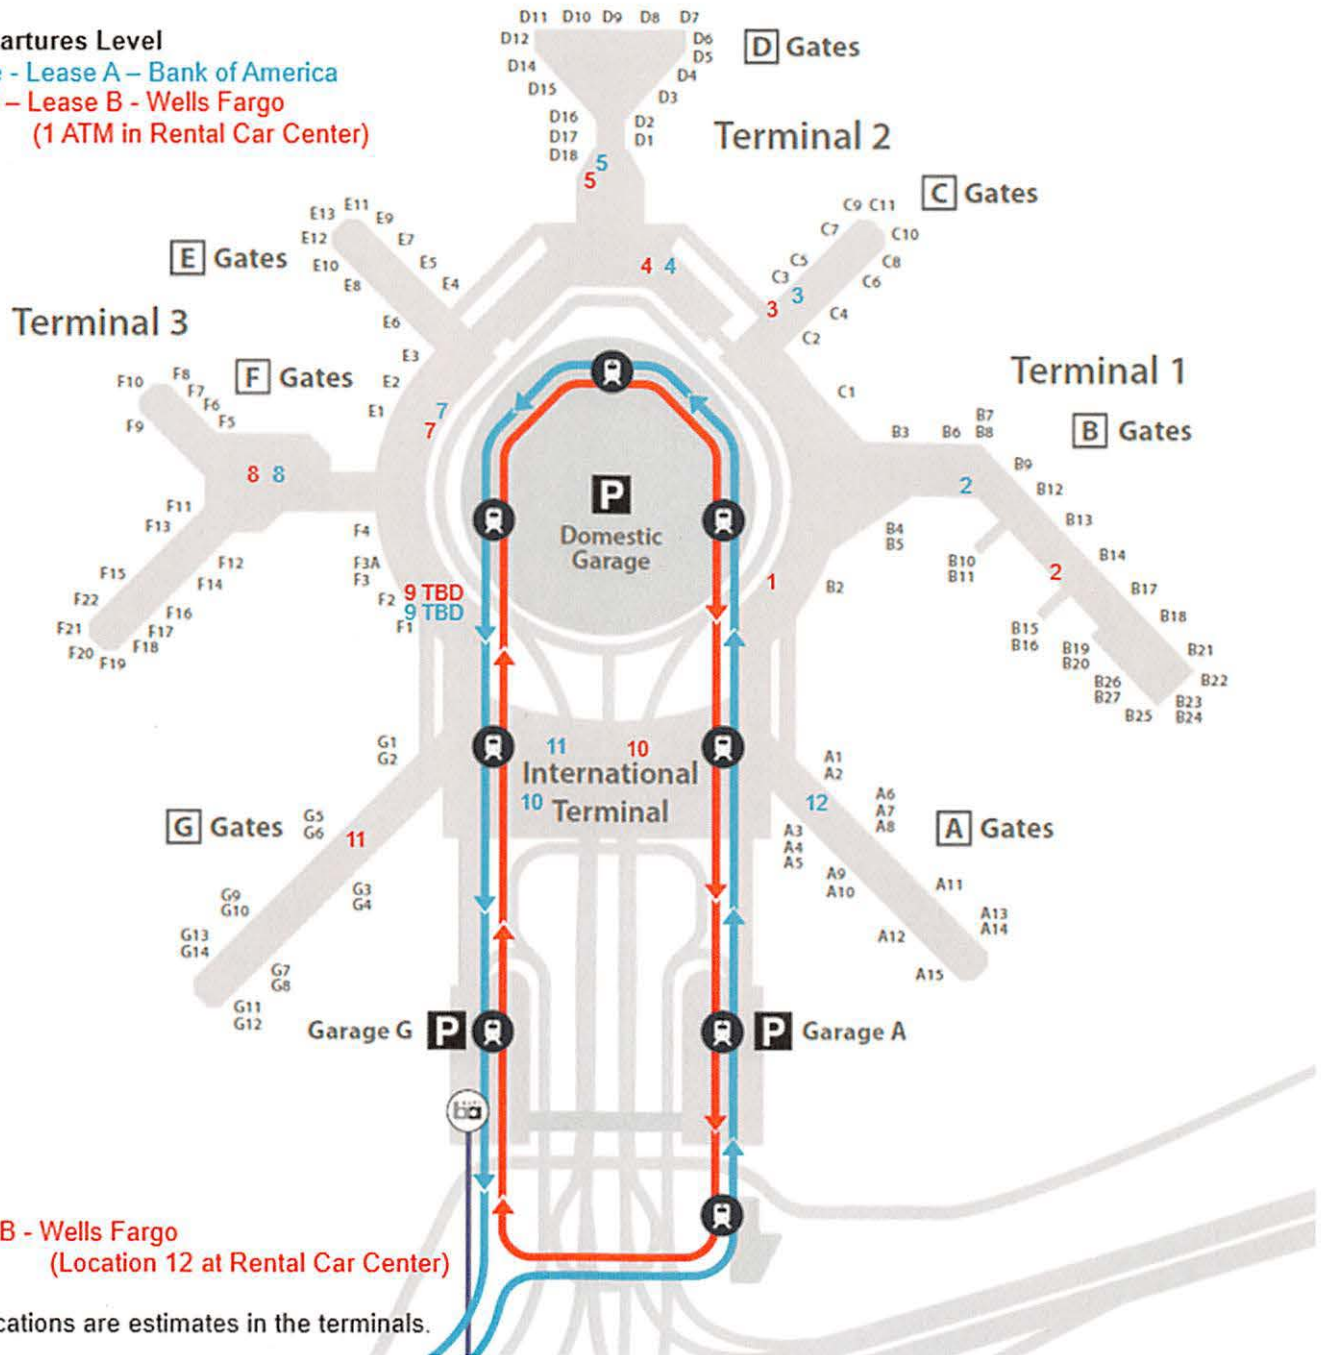 artures Level
- Lease A – Bank of America
– Lease B - Wells Fargo
(1 ATM in Rental Car Center)
D11 D10 D9 D8 D7
D12
D6
D5
D14
D4
D15
D3
D16
D17
D18
D2
D1
5
5
D Gates
Terminal 2
C Gates
C9 C11
C7
C10
C5
C8
C3
C6
3
3
C4
C2
C1
4 4
E13 E11 E9
E12
E7
E10
E5
E8
E4
E6
E3
E2
E1
E Gates
Terminal 3
F Gates
F10
F8
F7
F6
F5
F9
7
7
8 8
F11
F13
F4
F12
F3A
F3
F15
F14
F22
F2
9 TBD
9 TBD
F1
F16
F21
F17
F18
F20
F19
P
Domestic
Garage
Terminal 1
B Gates
B7
B3 B6 B8
B9
2
B12
B13
B4
B5
B14
B10
B11
2
B17
1
B2
B18
B15
B16
B19
B20
B21
B22
B26
B27
B23
B24
B25
G1
G2
11
10
International
10 Terminal
A1
A2
12
A6
A7
A8
G Gates
G5
G6
11
A3
A4
A5
A Gates
G3
G4
A9
A10
A11
G9
G10
A13
A14
G13
G14
A12
G7
G8
A15
G11
G12
Garage G P
P Garage A
ba
B - Wells Fargo
(Location 12 at Rental Car Center)
cations are estimates in the terminals.